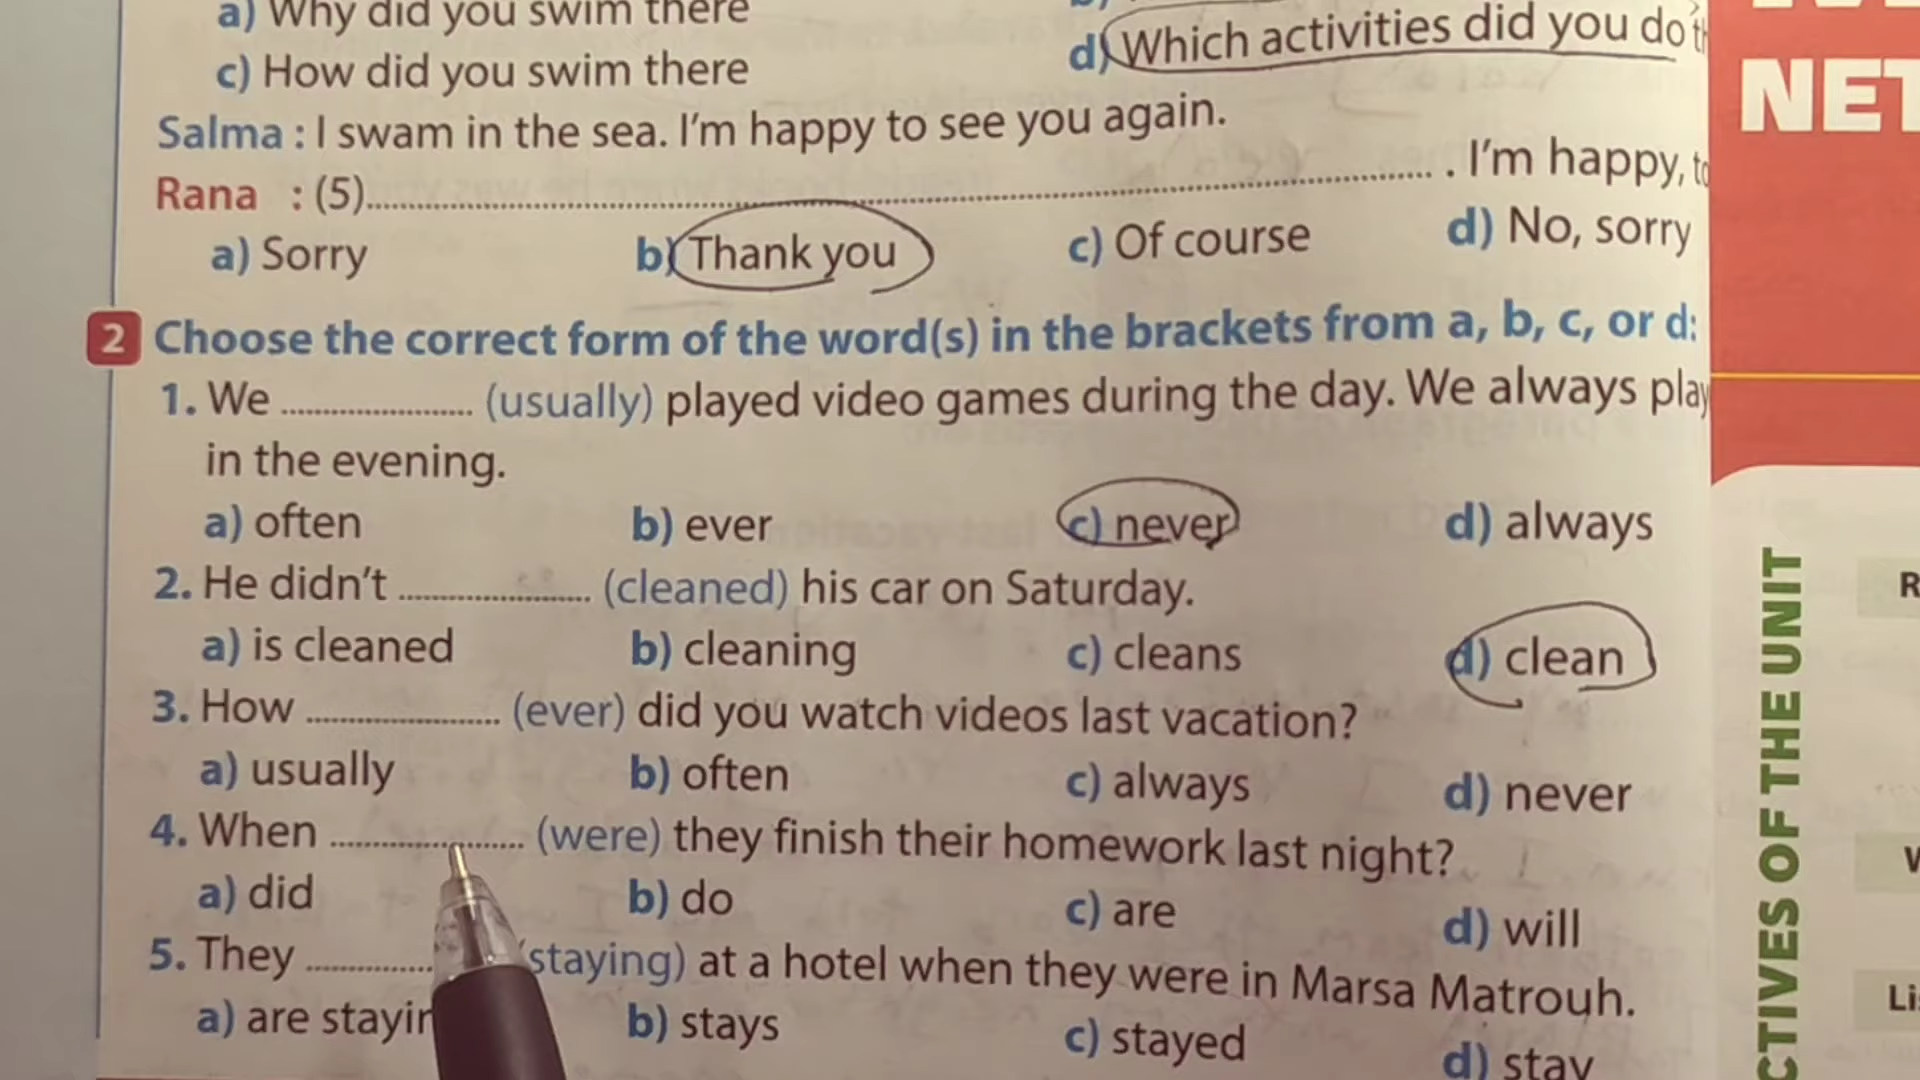 a) Why did you swim there
c) How did you swim there
d) Which activities did you do
Salma : I swam in the sea. I'm happy to see you again.
Rana : (5)........................ . I'm happy,
a) Sorry b) Thank you c) Of course d) No, sorry
2 Choose the correct form of the word(s) in the brackets from a, b, c, or d:
1. We ........................ (usually) played video games during the day. We always play
in the evening.
a) often b) ever c) never d) always
2. He didn't ........................ (cleaned) his car on Saturday.
a) is cleaned b) cleaning c) cleans d) clean
3. How ........................ (ever) did you watch videos last vacation?
a) usually b) often c) always d) never
4. When ........................ (were) they finish their homework last night?
a) did b) do c) are d) will
5. They ................ (staying) at a hotel when they were in Marsa Matrouh.
a) are b) stays c) stayed d) stay
NET
CTIVES OF THE UNIT